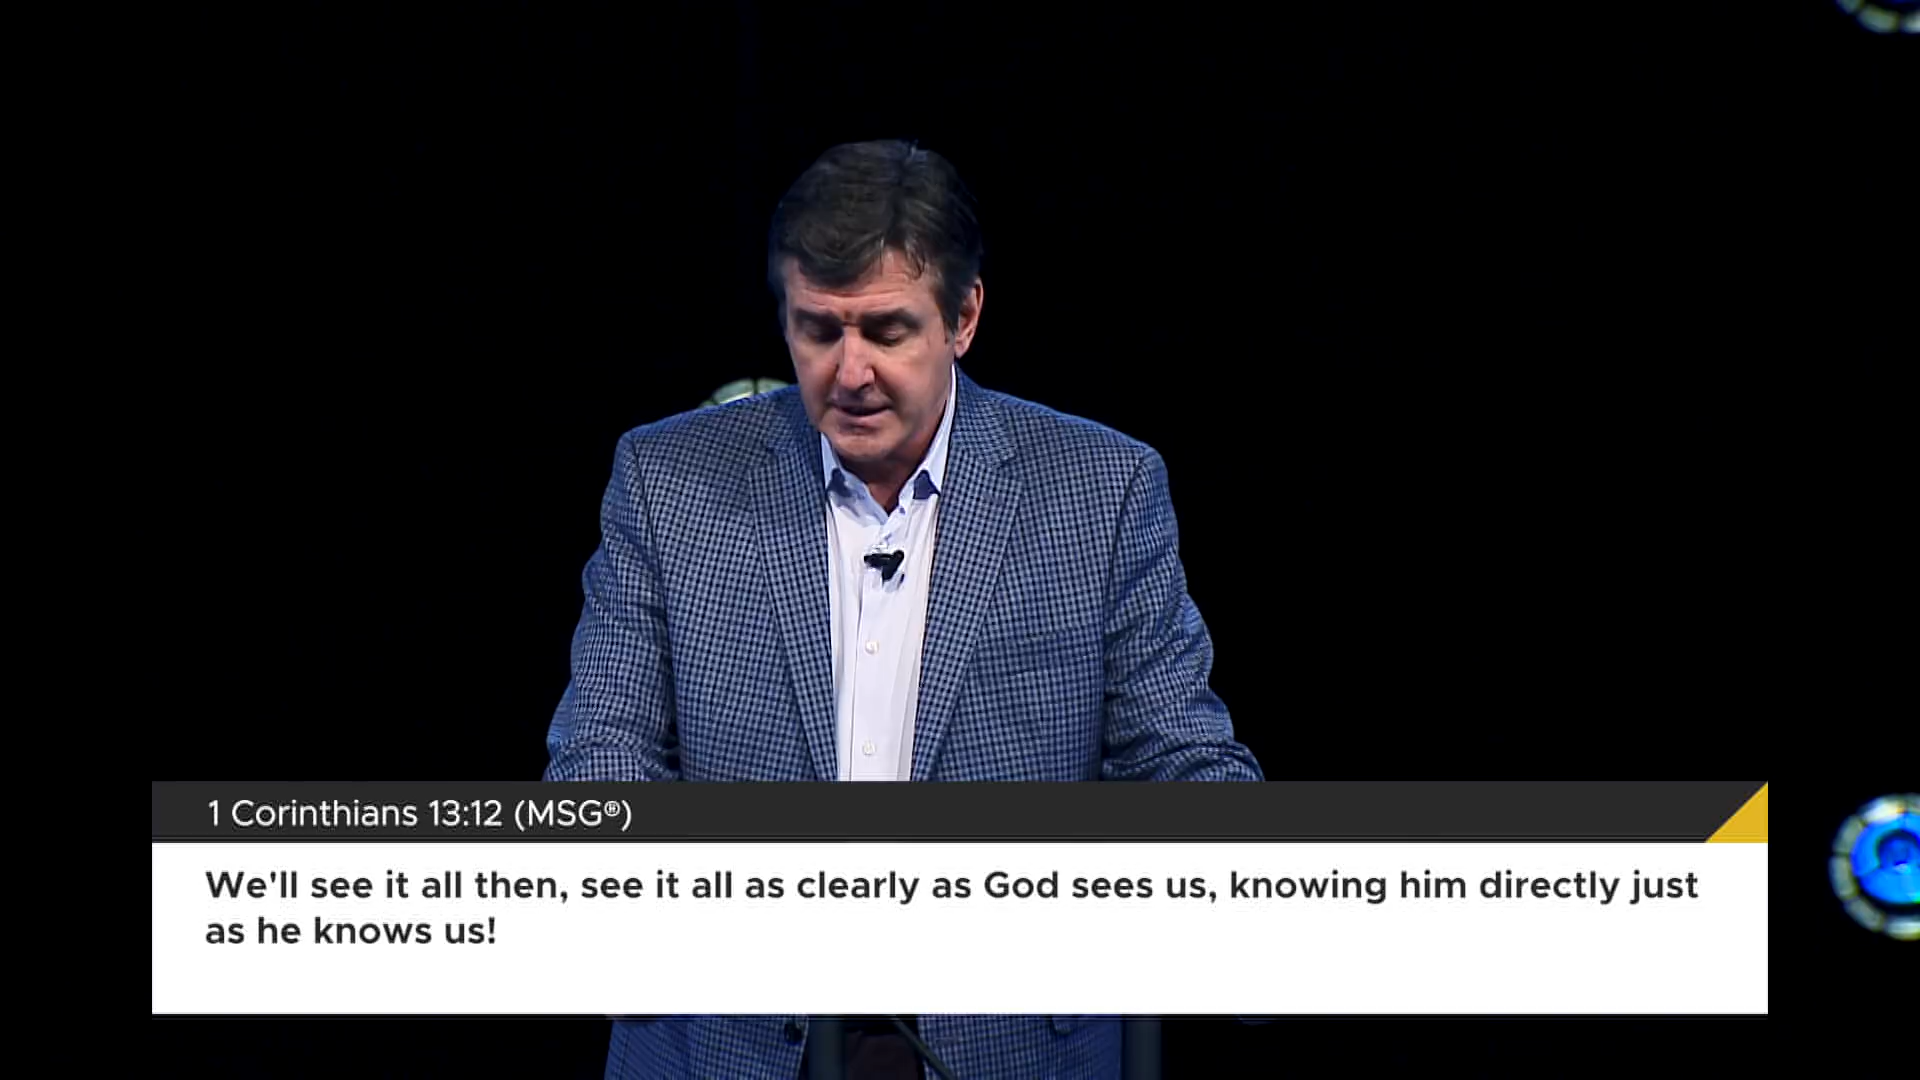 1 Corinthians 13:12 (MSG®)
We'll see it all then, see it all as clearly as God sees us, knowing him directly just
as he knows us!